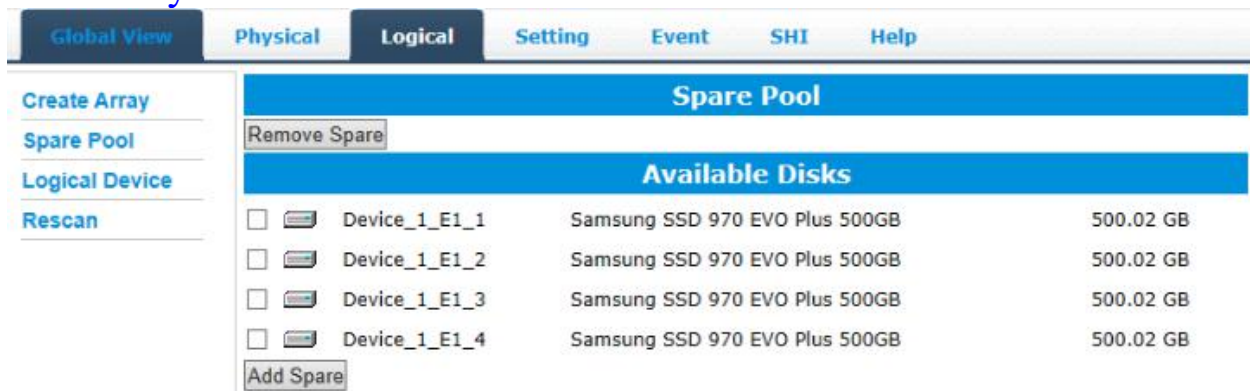 Global View Physical Logical Setting Event SHI Help
Create Array
Spare Pool
Logical Device
Rescan
Spare Pool
Remove Spare
Available Disks
Device_1_E1_1 Samsung SSD 970 EVO Plus 500GB 500.02 GB
Device_1_E1_2 Samsung SSD 970 EVO Plus 500GB 500.02 GB
Device_1_E1_3 Samsung SSD 970 EVO Plus 500GB 500.02 GB
Device_1_E1_4 Samsung SSD 970 EVO Plus 500GB 500.02 GB
Add Spare